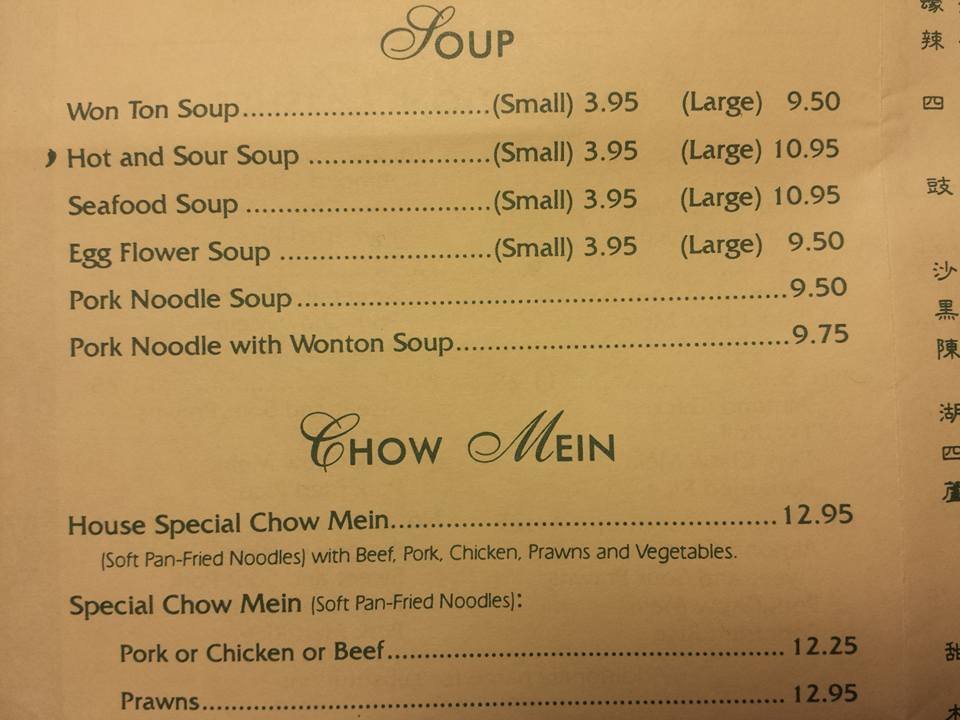 SOUP
Won Ton Soup...............................(Small) 3.95 (Large) 9.50
Hot and Sour Soup .......................(Small) 3.95 (Large) 10.95
Seafood Soup ...............................(Small) 3.95 (Large) 10.95
Egg Flower Soup ...........................(Small) 3.95 (Large) 9.50
Pork Noodle Soup..............................................................9.50
Pork Noodle with Wonton Soup..........................................9.75
CHOW MEIN
House Special Chow Mein.................................................12.95
(Soft Pan-Fried Noodles) with Beef, Pork, Chicken, Prawns and Vegetables.
Special Chow Mein (Soft Pan-Fried Noodles):
Pork or Chicken or Beef.................................................. 12.25
Prawns......................................................................... 12.95
辣
四
豉
沙
黑
陳
湖
四